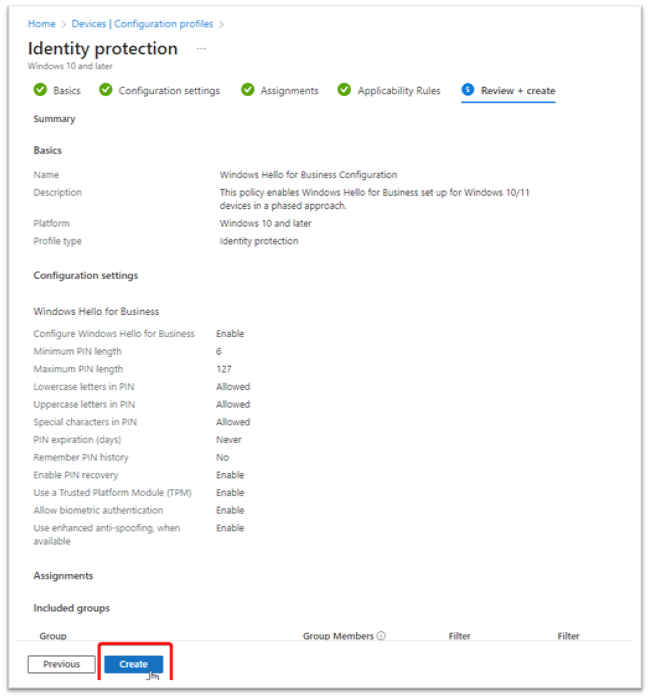 Home > Devices | Configuration profiles >
Identity protection ...
Windows 10 and later
Basics Configuration settings Assignments Applicability Rules 5 Review + create
Summary
Basics
Name Windows Hello for Business Configuration
Description This policy enables Windows Hello for Business set up for Windows 10/11
devices in a phased approach.
Platform Windows 10 and later
Profile type Identity protection
Configuration settings
Windows Hello for Business
Configure Windows Hello for Business Enable
Minimum PIN length 6
Maximum PIN length 127
Lowercase letters in PIN Allowed
Uppercase letters in PIN Allowed
Special characters in PIN Allowed
PIN expiration (days) Never
Remember PIN history No
Enable PIN recovery Enable
Use a Trusted Platform Module (TPM) Enable
Allow biometric authentication Enable
Use enhanced anti-spoofing, when Enable
available
Assignments
Included groups
Group Group Members Filter Filter
Previous Create